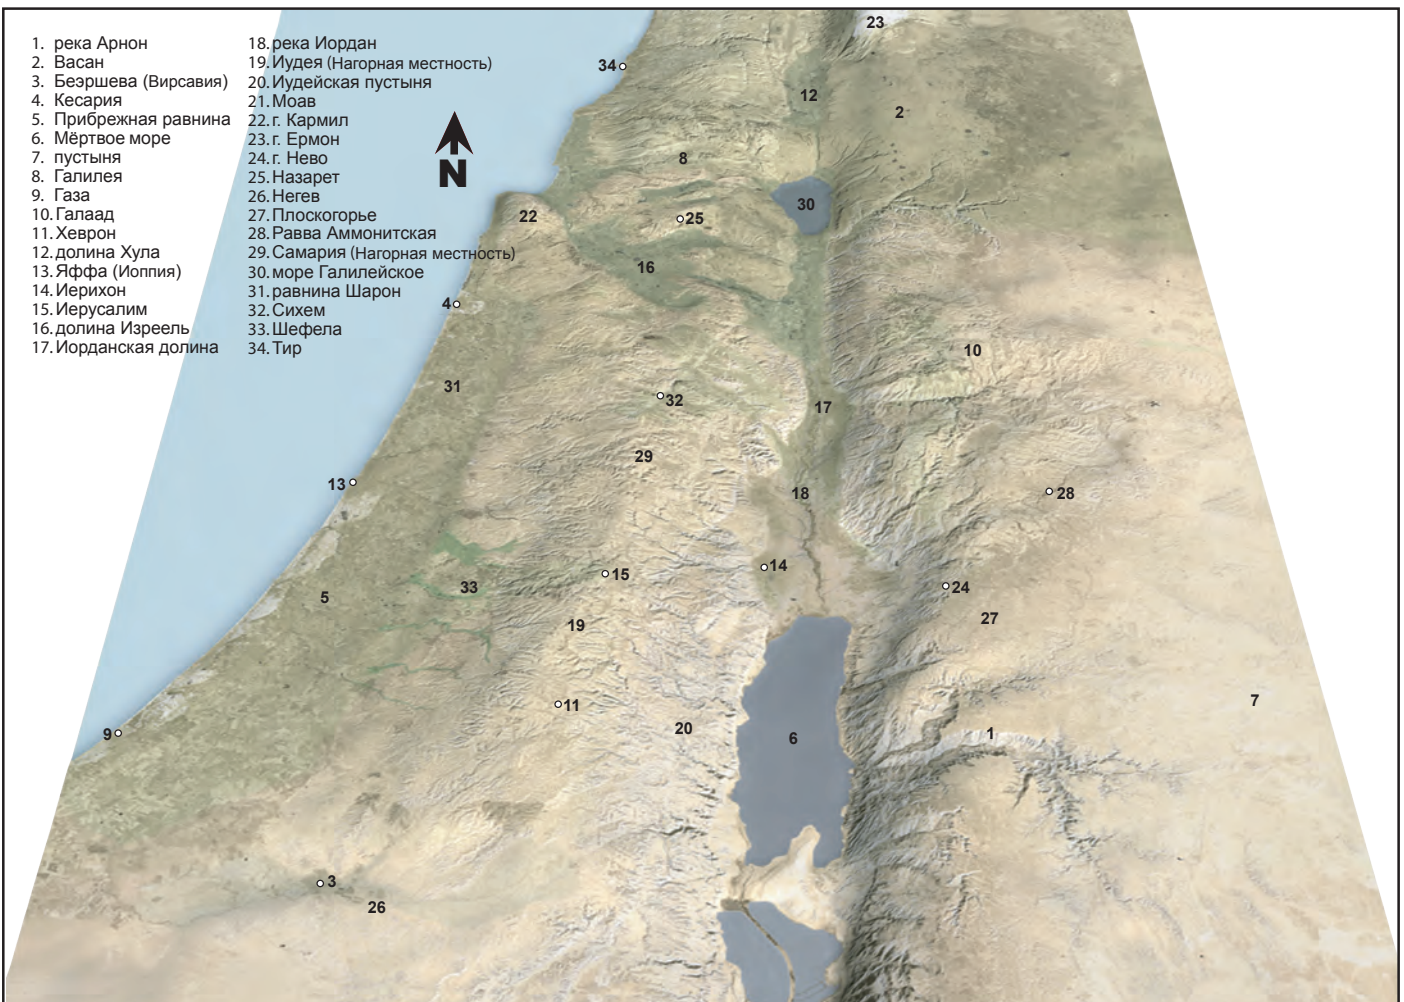 1. река Арнон
2. Васан
3. Беэршева (Вирсавия)
4. Кесария
5. Прибрежная равнина
6. Мёртвое море
7. пустыня
8. Галилея
9. Газа
10. Галаад
11. Хеврон
12. долина Хула
13. Яффа (Иоппия)
14. Иерихон
15. Иерусалим
16. долина Изреель
17. Иорданская долина
18. река Иордан
19. Иудея (Нагорная местность)
20. Иудейская пустыня
21. Моав
22. г. Кармил
23. г. Ермон
24. г. Нево
25. Назарет
26. Негев
27. Плоскогорье
28. Равва Аммонитская
29. Самария (Нагорная местность)
30. море Галилейское
31. равнина Шарон
32. Сихем
33. Шефела
34. Тир
N
23
34
12
2
8
30
25
22
16
4
10
31
32
17
29
13
18
28
14
15
24
33
5
27
19
7
11
20
9
6
1
3
26